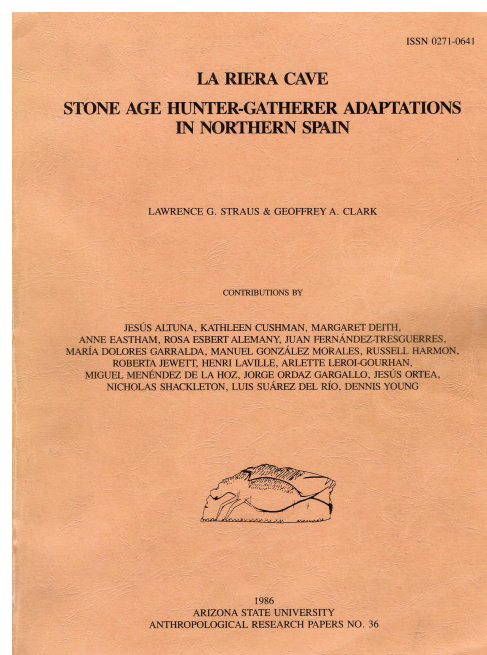 ISSN 0271-0641
LA RIERA CAVE
STONE AGE HUNTER-GATHERER ADAPTATIONS
IN NORTHERN SPAIN
LAWRENCE G. STRAUS & GEOFFREY A. CLARK
CONTRIBUTIONS BY
JESÚS ALTUNA, KATHLEEN CUSHMAN, MARGARET DEITH,
ANNE EASTHAM, ROSA ESBERT ALEMANY, JUAN FERNÁNDEZ-TRESGUERRES,
MARÍA DOLORES GARRALDA, MANUEL GONZÁLEZ MORALES, RUSSELL HARMON,
ROBERTA JEWETT, HENRI LAVILLE, ARLETTE LEROI-GOURHAN,
MIGUEL MENÉNDEZ DE LA HOZ, JORGE ORDAZ GARGALLO, JESÚS ORTEA,
NICHOLAS SHACKLETON, LUIS SUÁREZ DEL RÍO, DENNIS YOUNG
1986
ARIZONA STATE UNIVERSITY
ANTHROPOLOGICAL RESEARCH PAPERS NO. 36